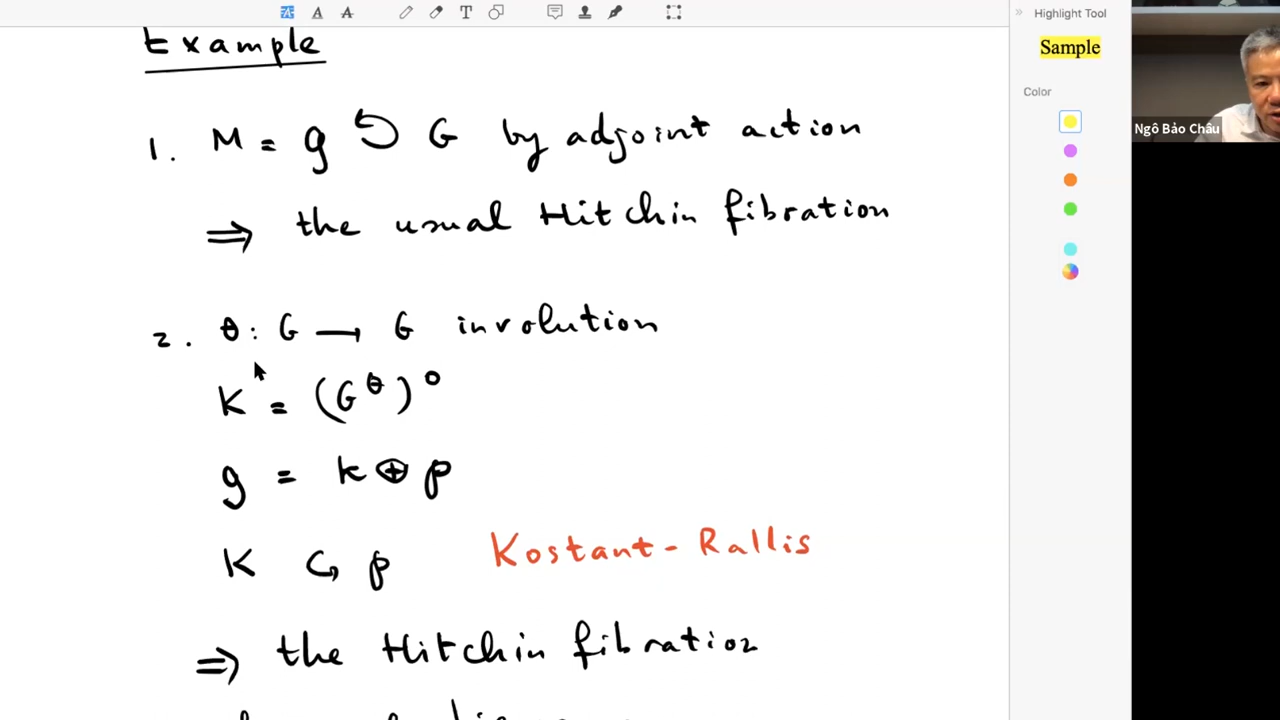 Highlight Tool
Sample
Color
Ngô Bảo Châu
Example
1. M = g ↺ G by adjoint action
⇒ the usual Hitchin fibration
2. θ: G → G involution
K = (G^θ)^0
g = k ⊕ p
K ↻ p Kostant-Rallis
⇒ the Hitchin fibration